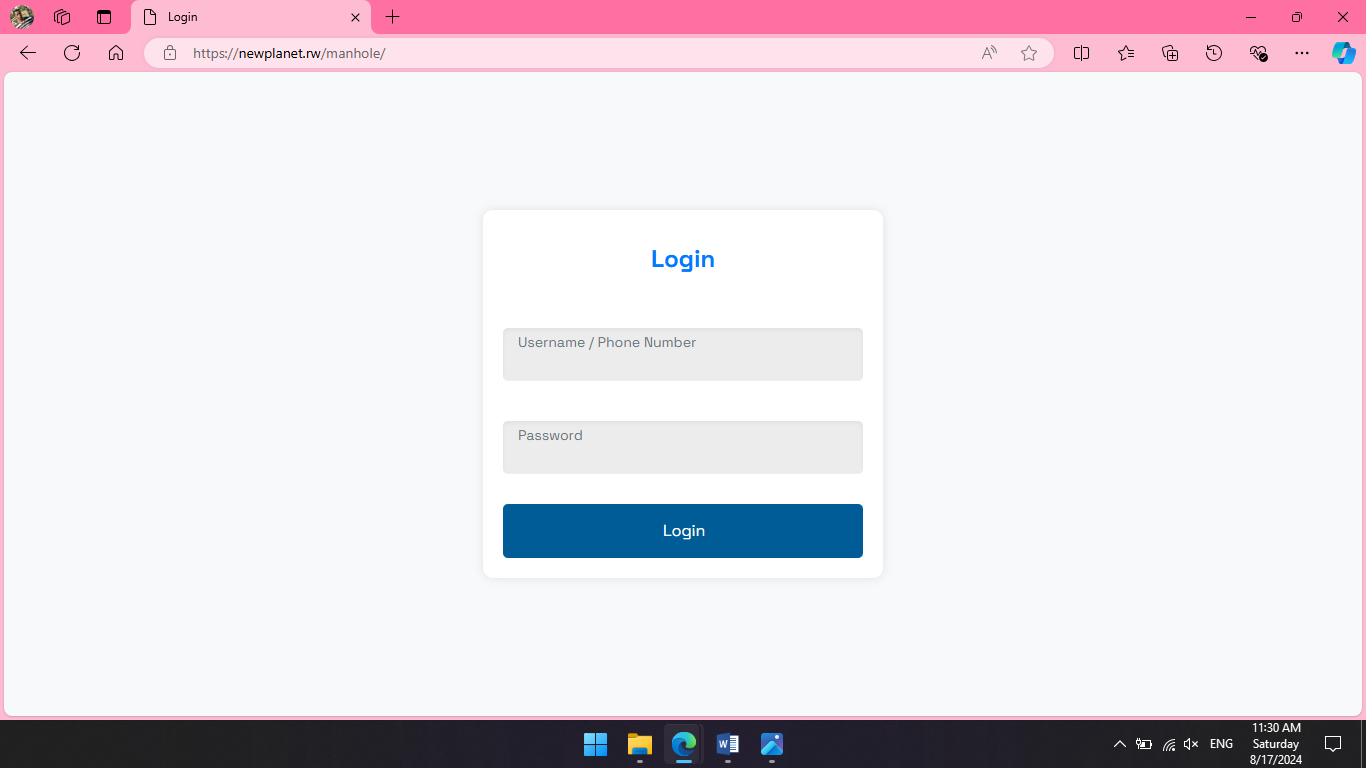 Login
https://newplanet.rw/manhole/
Login
Username / Phone Number
Password
Login
ENG
11:30 AM
Saturday
8/17/2024